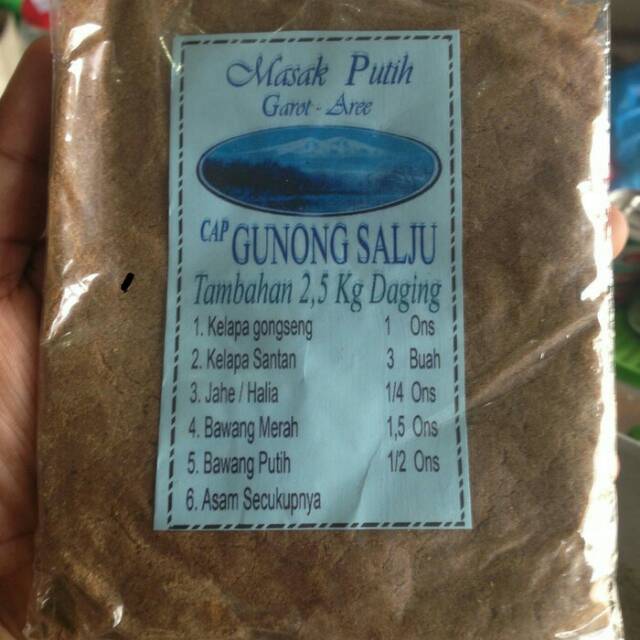 Masak Putih
Garot - Aree
CAP GUNONG SALJU
Tambahan 2,5 Kg Daging
1. Kelapa gongseng 1 Ons
2. Kelapa Santan 3 Buah
3. Jahe / Halia 1/4 Ons
4. Bawang Merah 1,5 Ons
5. Bawang Putih 1/2 Ons
6. Asam Secukupnya